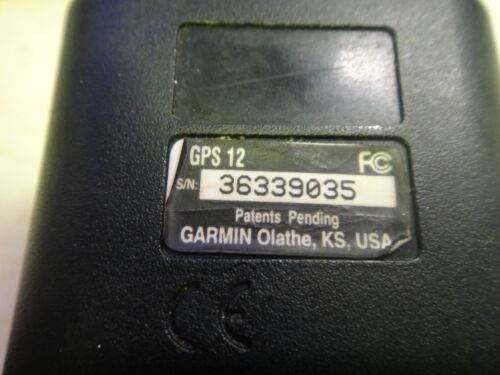 GPS 12
FC
S/N: 36339035
Patents Pending
GARMIN Olathe, KS, USA
CE